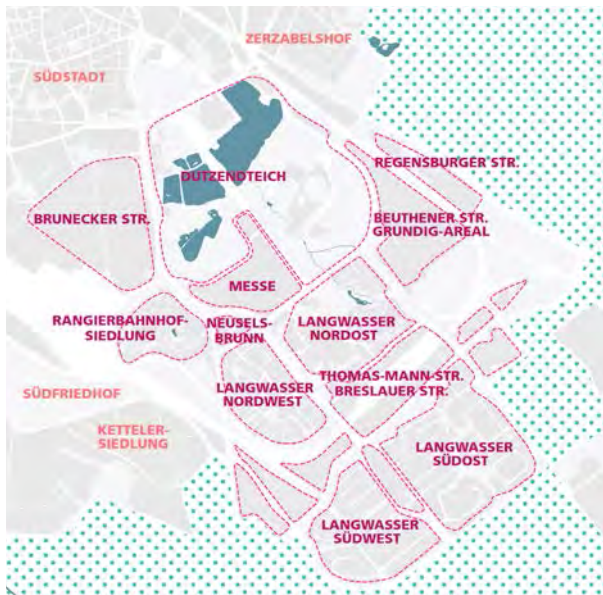 ZERZABELSHOF
SÜDSTADT
REGENSBURGER STR.
DUTZENDTEICH
BRUNECKER STR.
BEUTHENER STR.
GRUNDIG-AREAL
MESSE
RANGIERBAHNHOF-
SIEDLUNG
NEUSELS-
BRUNN
LANGWASSER
NORDOST
THOMAS-MANN-STR.
BRESLAUER STR.
LANGWASSER
NORDWEST
SÜDFRIEDHOF
KETTELER-
SIEDLUNG
LANGWASSER
SÜDOST
LANGWASSER
SÜDWEST